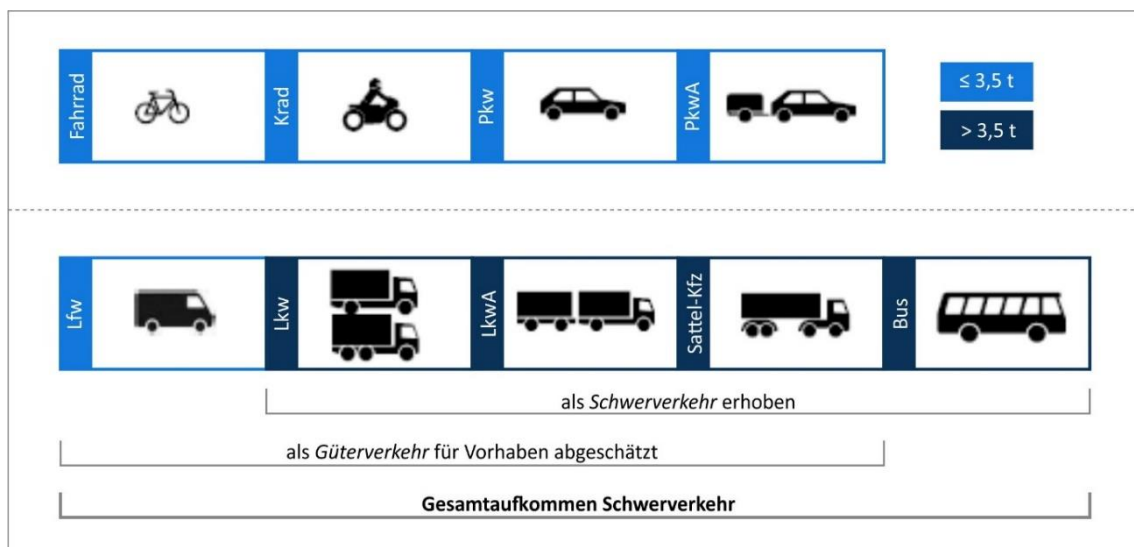 Fahrrad
Krad
Pkw
PkwA
≤ 3,5 t
> 3,5 t
Lfw
Lkw
LkwA
Sattel-Kfz
Bus
als Schwerverkehr erhoben
als Güterverkehr für Vorhaben abgeschätzt
Gesamtaufkommen Schwerverkehr